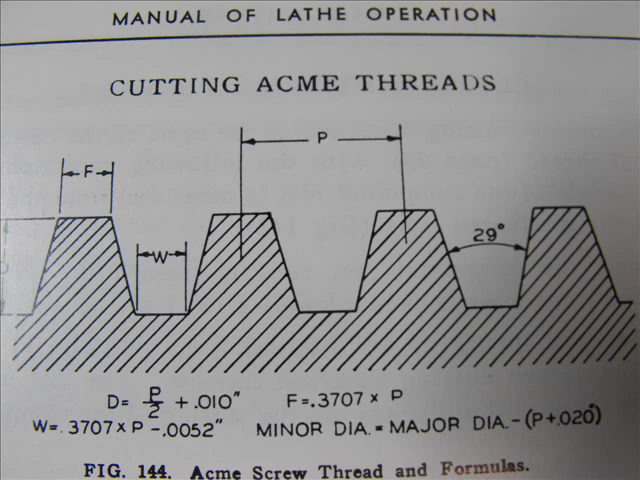 MANUAL OF LATHE OPERATION
CUTTING ACME THREADS
P
F
W
29°
D
D= P/2 +.010" F=.3707 x P
W=.3707xP-.0052" MINOR DIA.=MAJOR DIA.-(P+.020")
FIG. 144. Acme Screw Thread and Formulas.